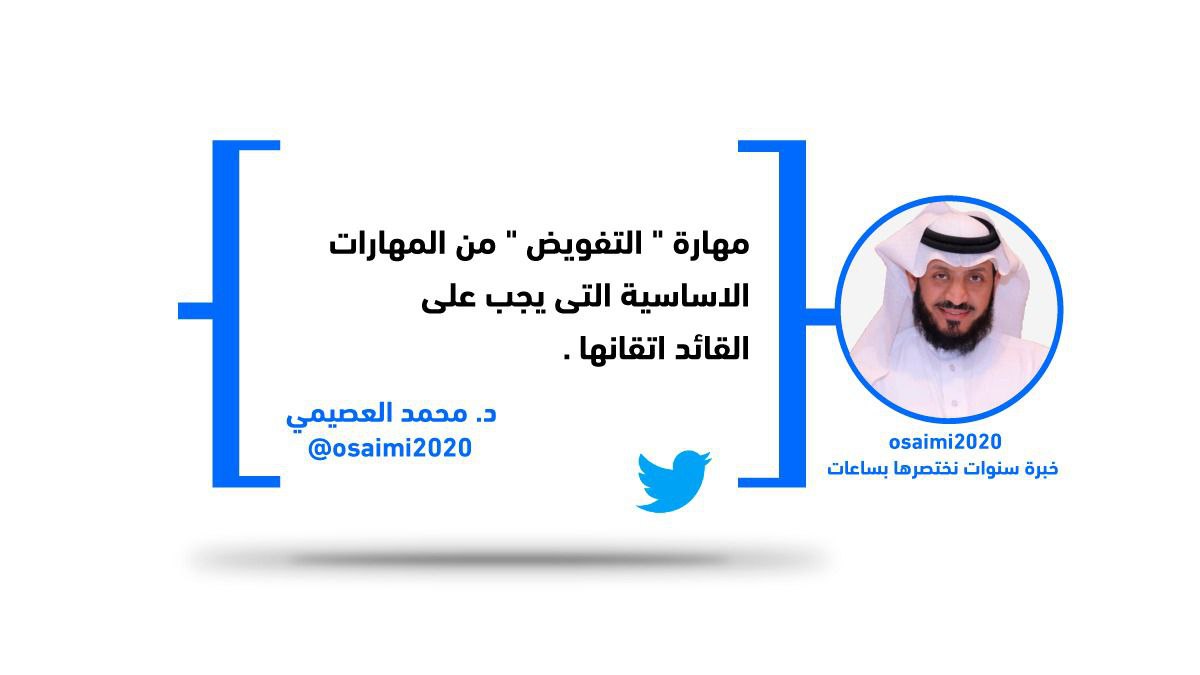 مهارة " التفويض " من المهارات
الاساسية التى يجب على
القائد اتقانها .
د. محمد العصيمي
@osaimi2020
osaimi2020
خبرة سنوات نختصرها بساعات